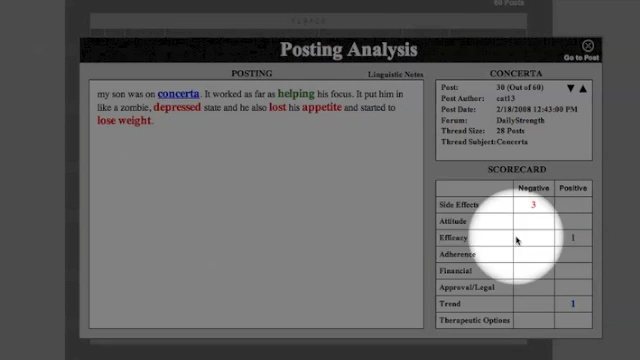 60 Posts
Posting Analysis
Go to Post
POSTING
Linguistic Notes
my son was on concerta. It worked as far as helping his focus. It put him in
like a zombie, depressed state and he also lost his appetite and started to
lose weight.
CONCERTA
Post: 30 (Out of 60)
Post Author: cat13
Post Date: 2/18/2008 12:43:00 PM
Forum: DailyStrength
Thread Size: 28 Posts
Thread Subject: Concerta
SCORECARD
Negative Positive
Side Effects 3
Attitude
Efficacy 1
Adherence
Financial
Approval/Legal
Trend 1
Therapeutic Options